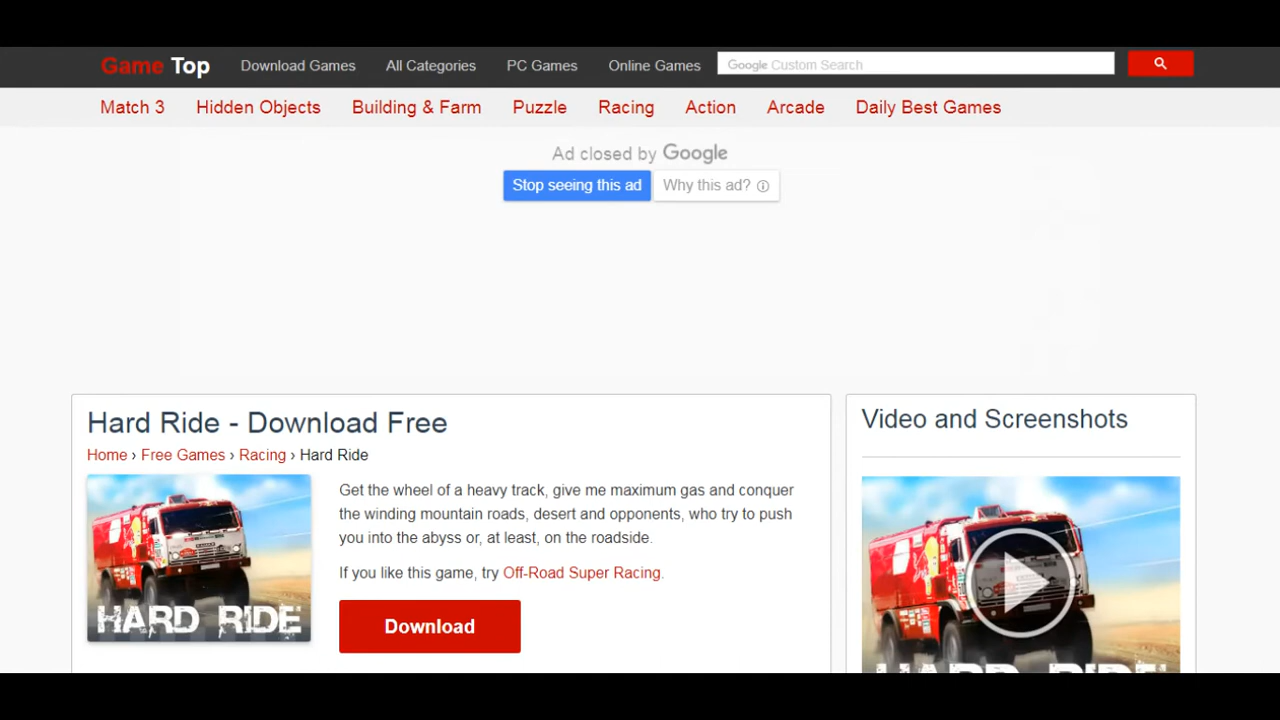 Game Top Download Games All Categories PC Games Online Games Google Custom Search
Match 3 Hidden Objects Building & Farm Puzzle Racing Action Arcade Daily Best Games
Ad closed by Google
Stop seeing this ad Why this ad?
Hard Ride - Download Free
Home › Free Games › Racing › Hard Ride
HARD RIDE
Get the wheel of a heavy track, give me maximum gas and conquer
the winding mountain roads, desert and opponents, who try to push
you into the abyss or, at least, on the roadside.
If you like this game, try Off-Road Super Racing.
Download
Video and Screenshots
HARD RIDE